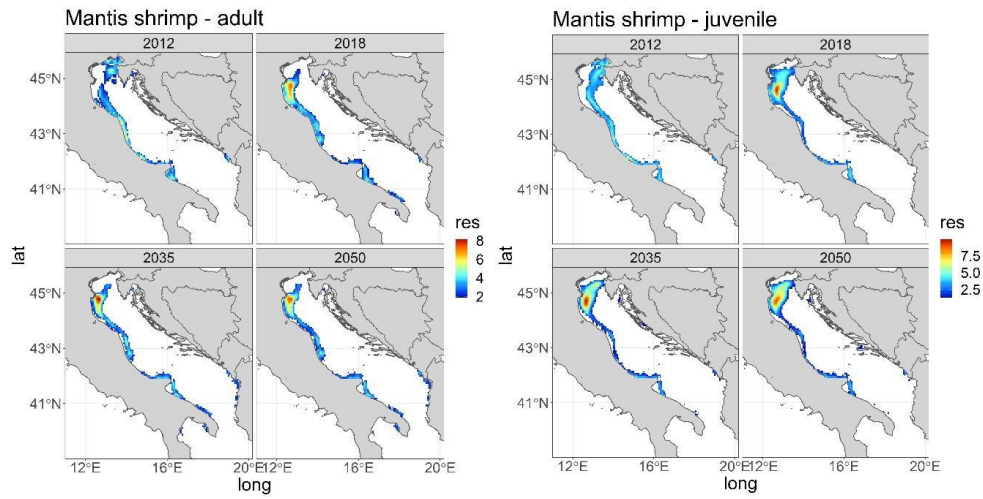 Mantis shrimp - adult
2012 2018
45°N
43°N
41°N
lat
res
8
6
4
2
2035 2050
45°N
43°N
41°N
12°E 16°E 20°E12°E 16°E 20°E
long
Mantis shrimp - juvenile
2012 2018
45°N
43°N
41°N
lat
res
7.5
5.0
2.5
2035 2050
45°N
43°N
41°N
12°E 16°E 20°E12°E 16°E 20°E
long